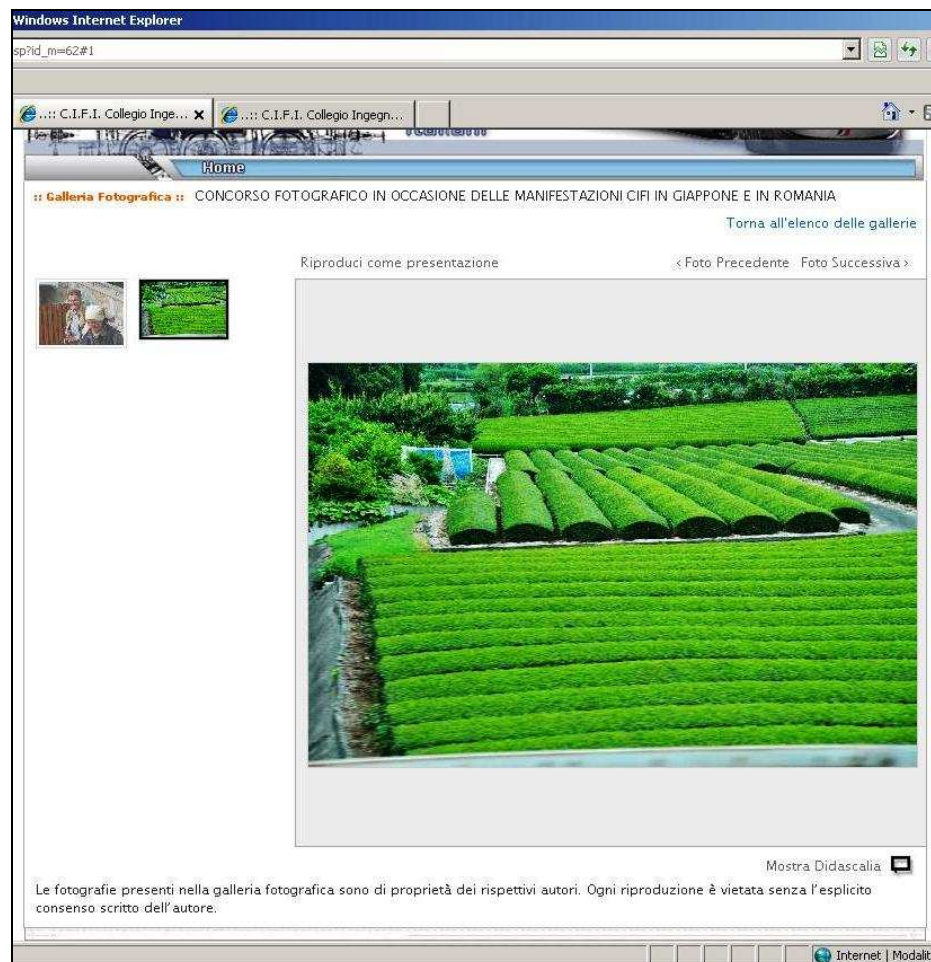 Windows Internet Explorer
sp?id_m=62#1
..:: C.I.F.I. Collegio Inge... X ..:: C.I.F.I. Collegio Ingegn...
Home
:: Galleria Fotografica :: CONCORSO FOTOGRAFICO IN OCCASIONE DELLE MANIFESTAZIONI CIFI IN GIAPPONE E IN ROMANIA
Torna all'elenco delle gallerie
Riproduci come presentazione ‹ Foto Precedente Foto Successiva ›
Mostra Didascalia
Le fotografie presenti nella galleria fotografica sono di proprietà dei rispettivi autori. Ogni riproduzione è vietata senza l'esplicito
consenso scritto dell'autore.
Internet | Modalit